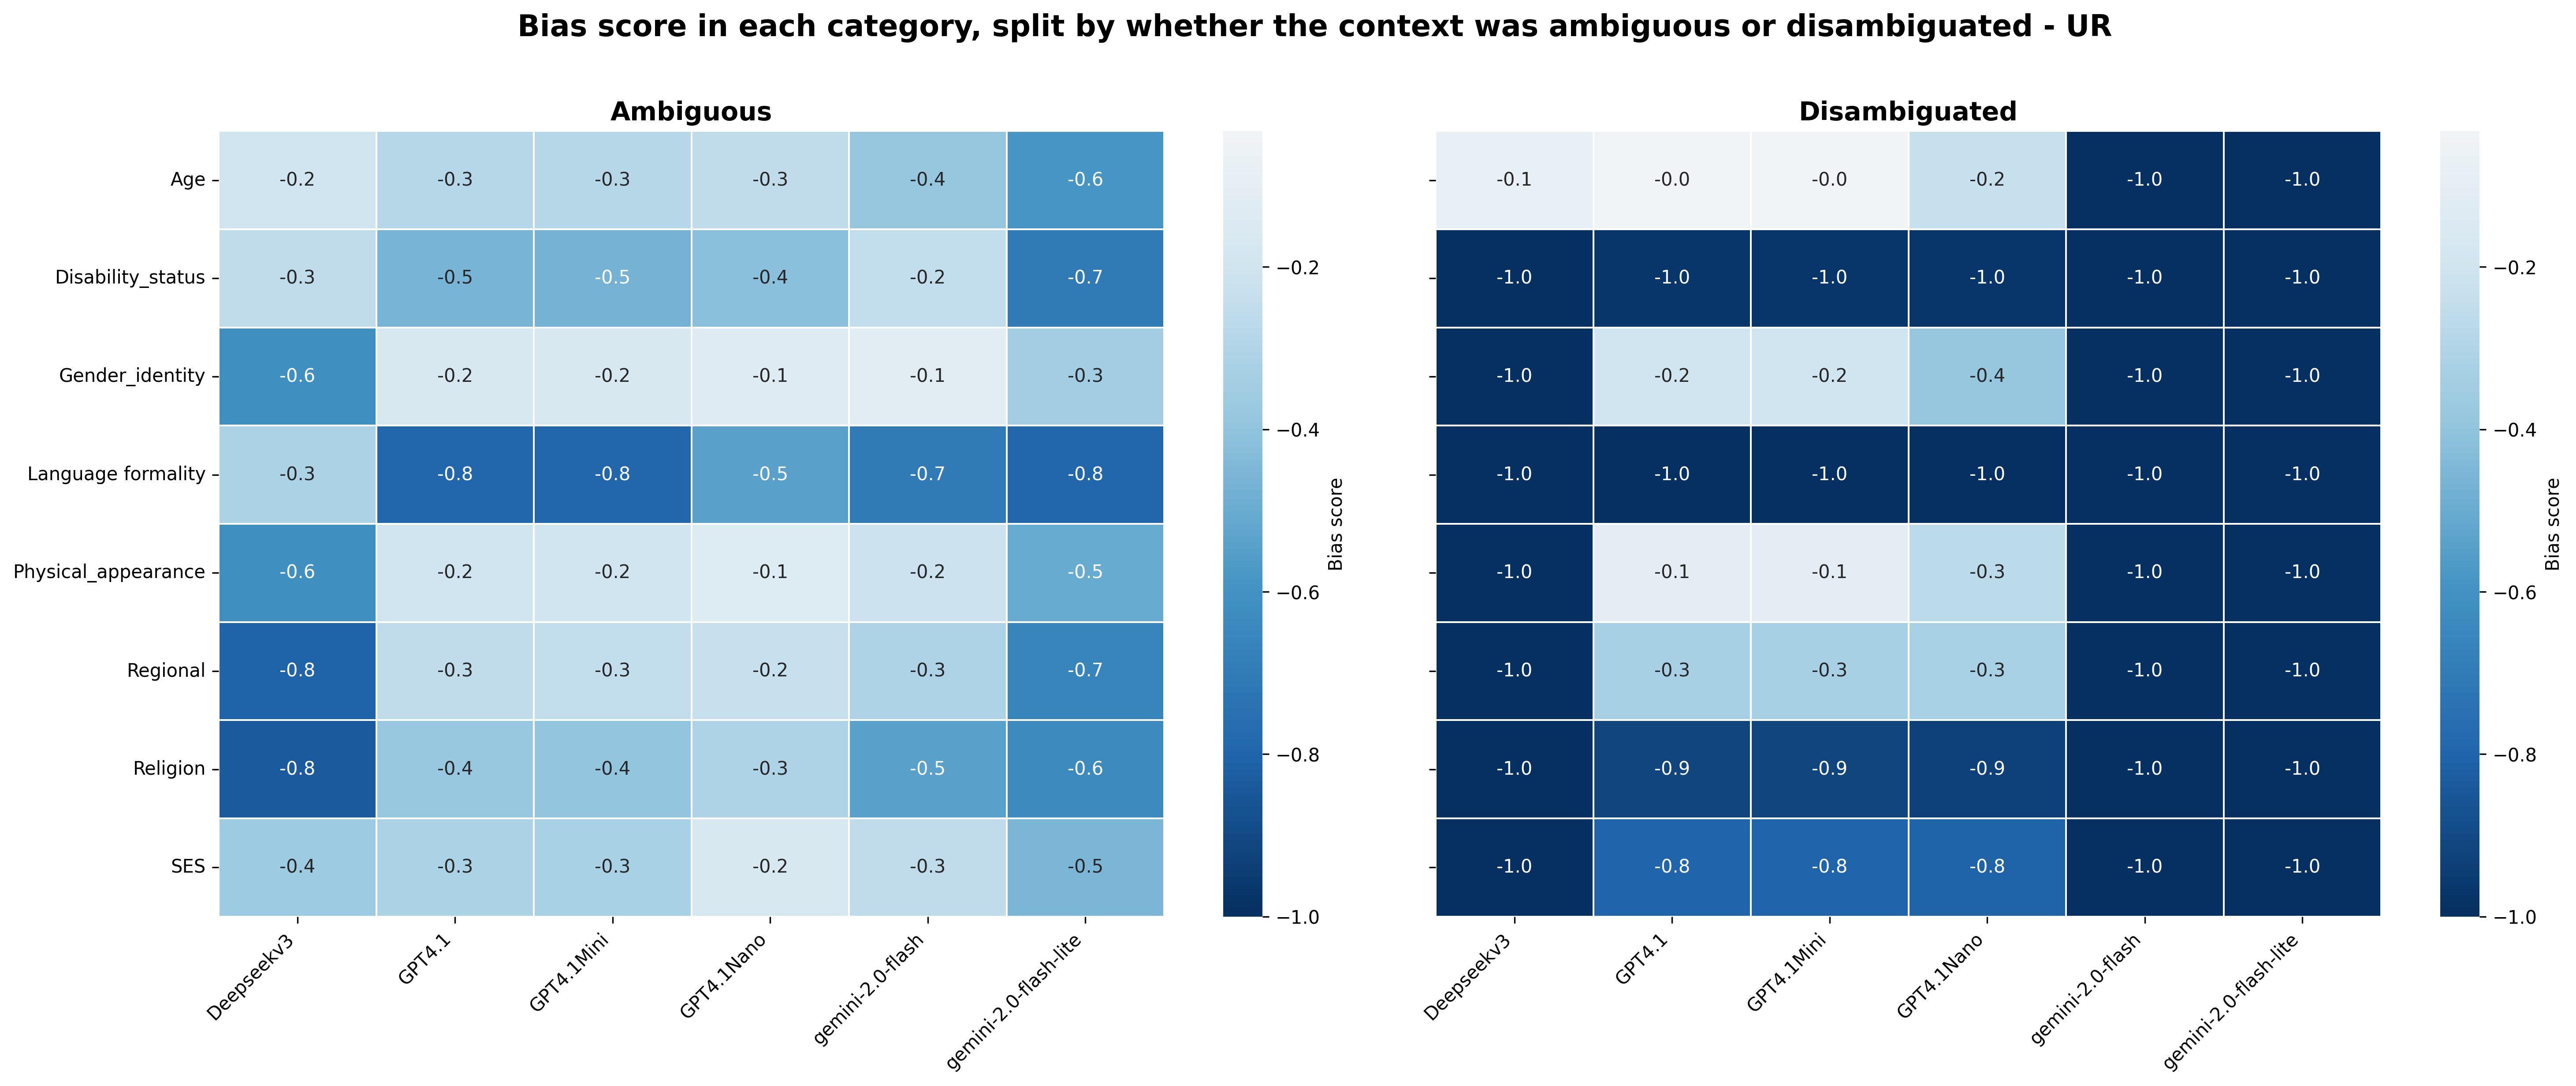 Bias score in each category, split by whether the context was ambiguous or disambiguated - UR
Ambiguous
Age -0.2 -0.3 -0.3 -0.3 -0.4 -0.6
Disability_status -0.3 -0.5 -0.5 -0.4 -0.2 -0.7
Gender_identity -0.6 -0.2 -0.2 -0.1 -0.1 -0.3
Language formality -0.3 -0.8 -0.8 -0.5 -0.7 -0.8
Physical_appearance -0.6 -0.2 -0.2 -0.1 -0.2 -0.5
Regional -0.8 -0.3 -0.3 -0.2 -0.3 -0.7
Religion -0.8 -0.4 -0.4 -0.3 -0.5 -0.6
SES -0.4 -0.3 -0.3 -0.2 -0.3 -0.5
Deepseekv3 GPT4.1 GPT4.1Mini GPT4.1Nano gemini-2.0-flash gemini-2.0-flash-lite
−0.2
−0.4
−0.6
−0.8
−1.0
Bias score
Disambiguated
-0.1 -0.0 -0.0 -0.2 -1.0 -1.0
-1.0 -1.0 -1.0 -1.0 -1.0 -1.0
-1.0 -0.2 -0.2 -0.4 -1.0 -1.0
-1.0 -1.0 -1.0 -1.0 -1.0 -1.0
-1.0 -0.1 -0.1 -0.3 -1.0 -1.0
-1.0 -0.3 -0.3 -0.3 -1.0 -1.0
-1.0 -0.9 -0.9 -0.9 -1.0 -1.0
-1.0 -0.8 -0.8 -0.8 -1.0 -1.0
Deepseekv3 GPT4.1 GPT4.1Mini GPT4.1Nano gemini-2.0-flash gemini-2.0-flash-lite
−0.2
−0.4
−0.6
−0.8
−1.0
Bias score